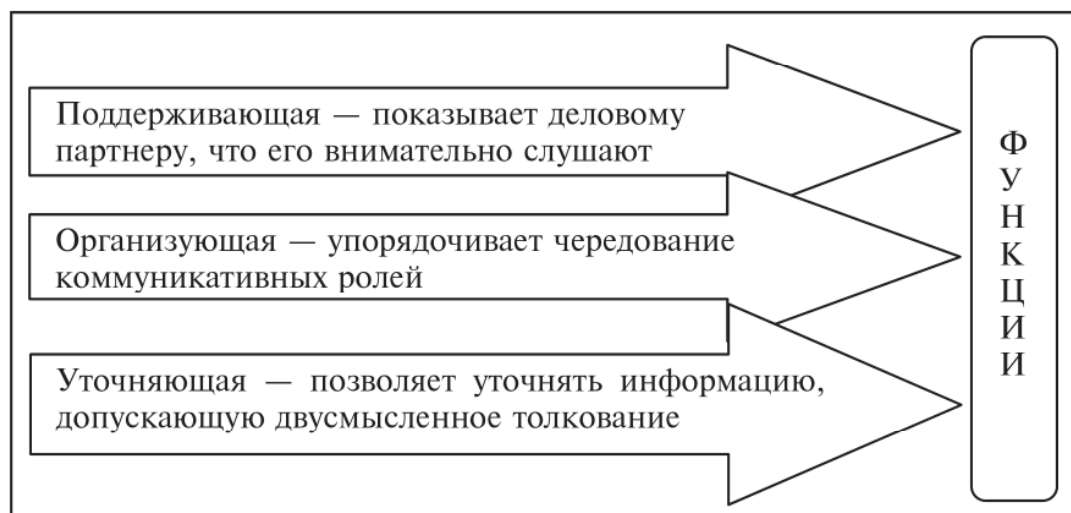 Поддерживающая — показывает деловому
партнеру, что его внимательно слушают
Организующая — упорядочивает чередование
коммуникативных ролей
Уточняющая — позволяет уточнять информацию,
допускающую двусмысленное толкование
ФУНКЦИИ